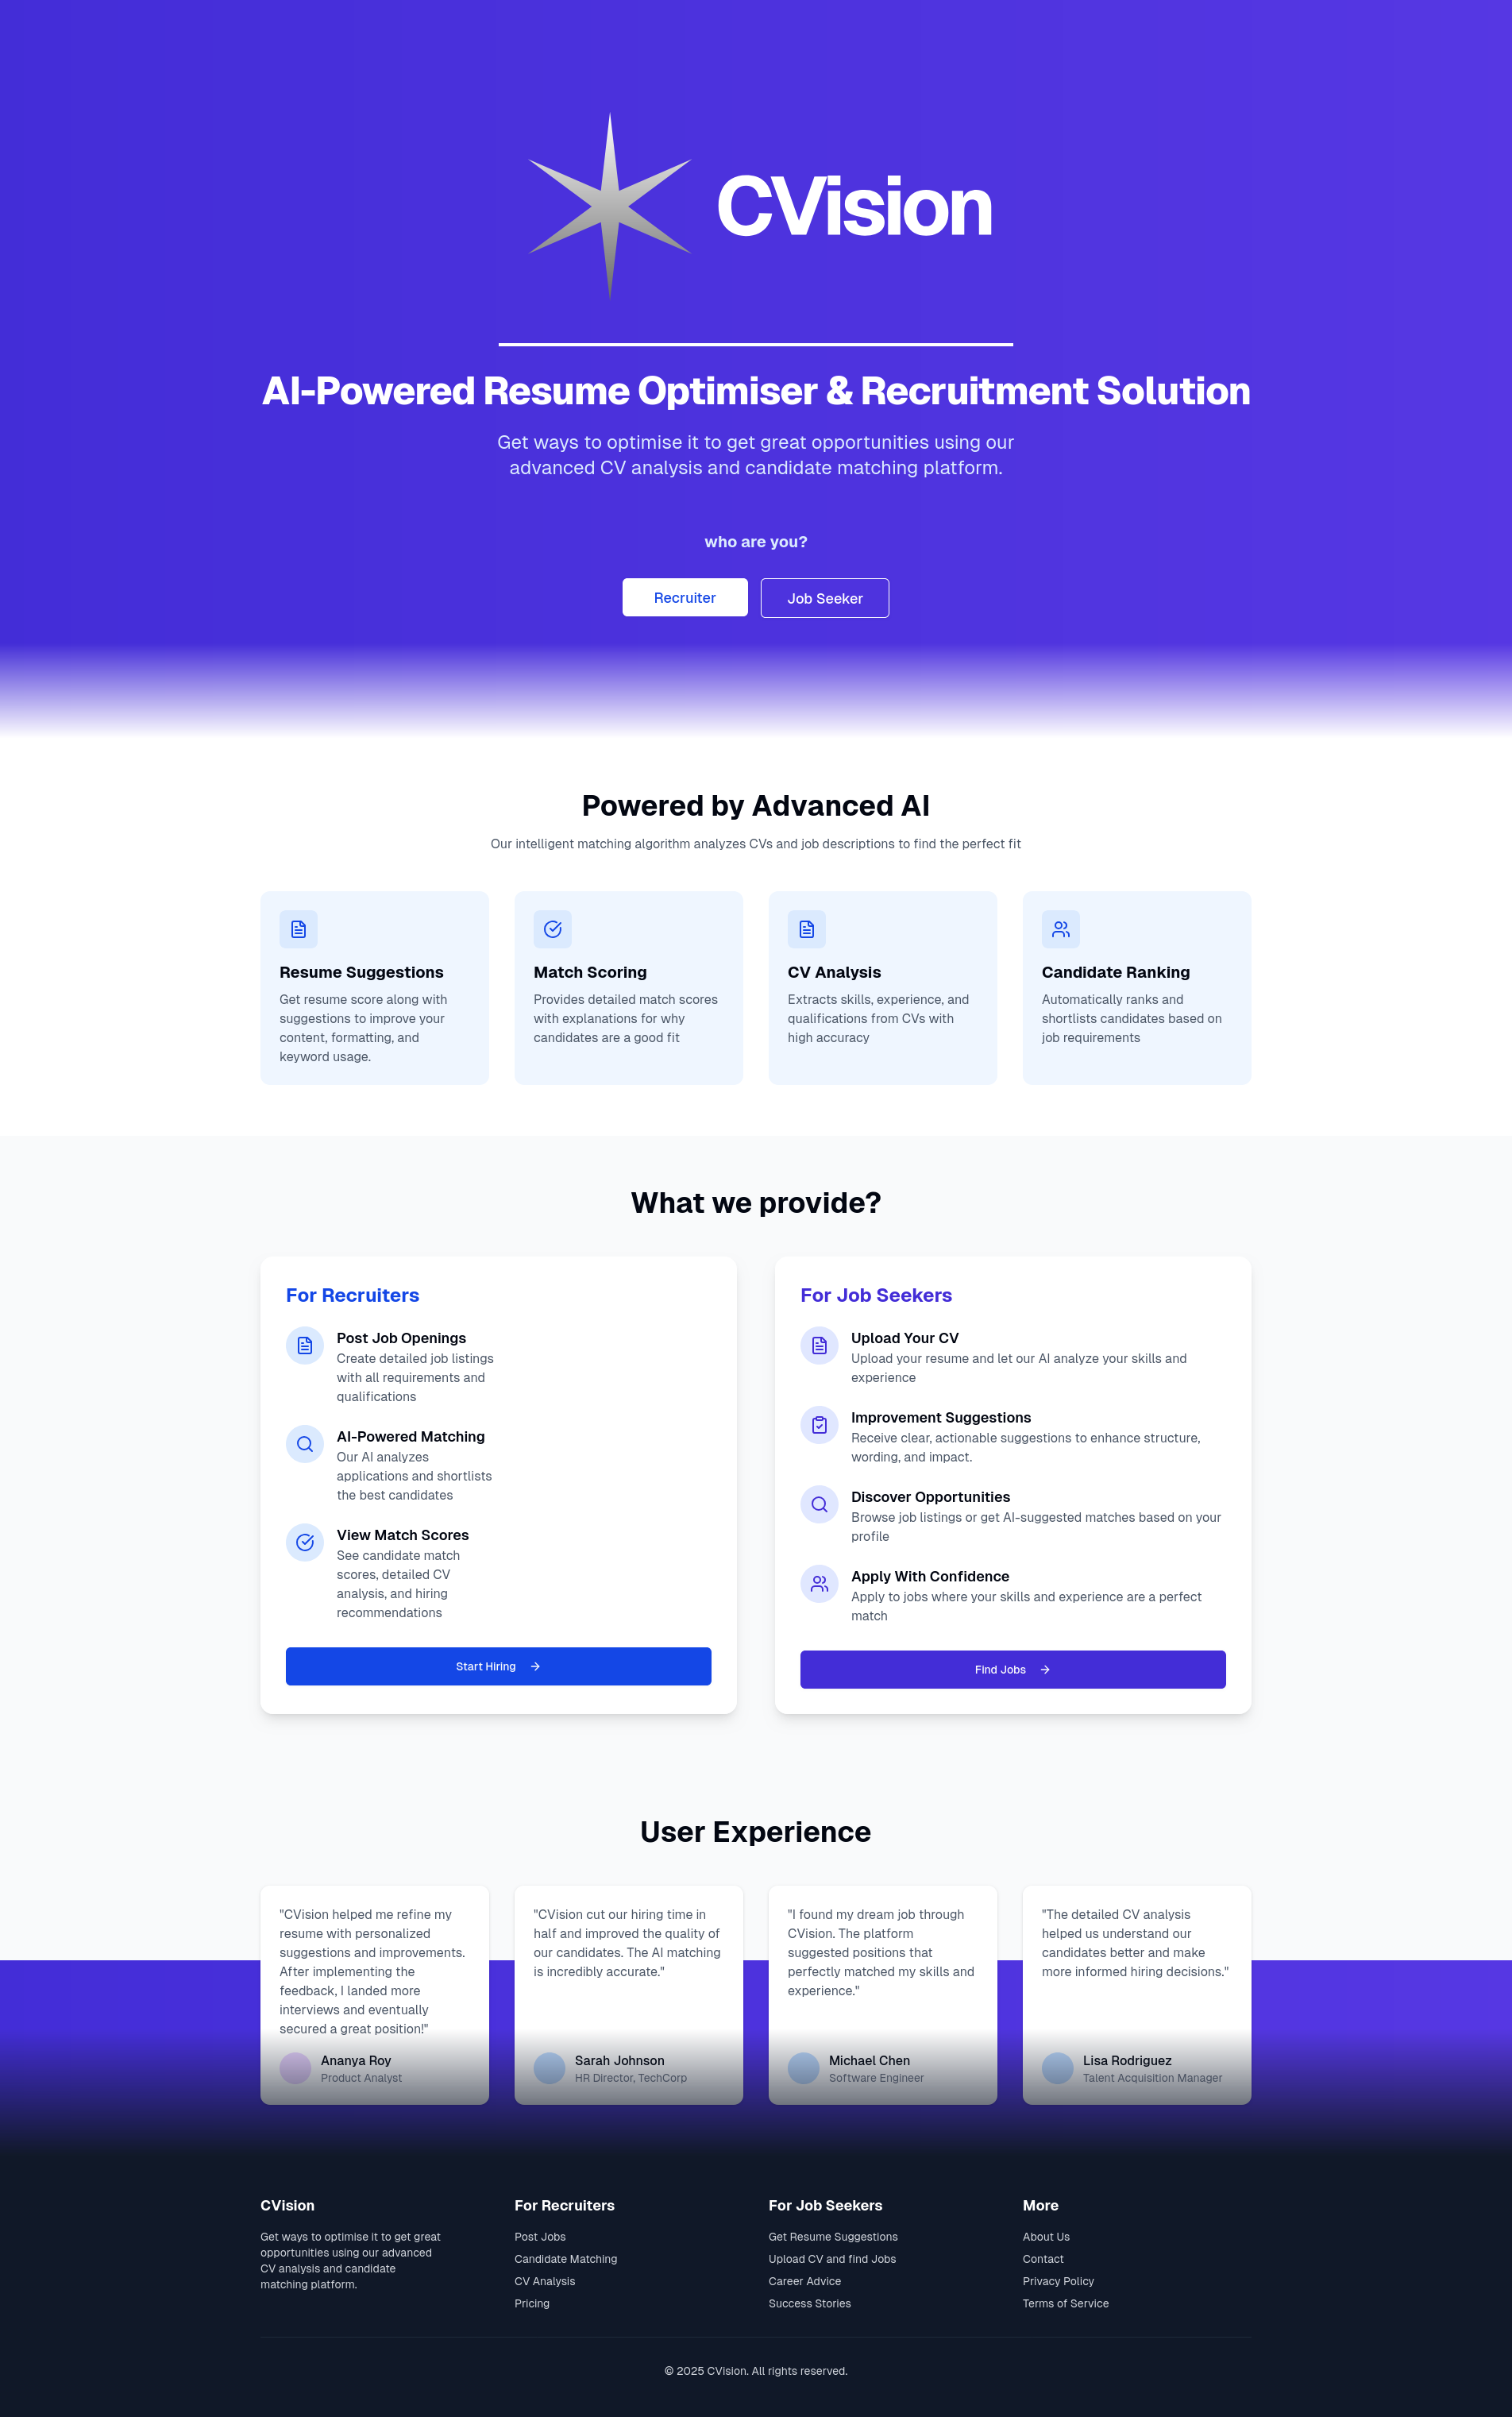 CVision
AI-Powered Resume Optimiser & Recruitment Solution
Get ways to optimise it to get great opportunities using our
advanced CV analysis and candidate matching platform.
who are you?
Recruiter
Job Seeker
Powered by Advanced AI
Our intelligent matching algorithm analyzes CVs and job descriptions to find the perfect fit
Resume Suggestions
Get resume score along with
suggestions to improve your
content, formatting, and
keyword usage.
Match Scoring
Provides detailed match scores
with explanations for why
candidates are a good fit
CV Analysis
Extracts skills, experience, and
qualifications from CVs with
high accuracy
Candidate Ranking
Automatically ranks and
shortlists candidates based on
job requirements
What we provide?
For Recruiters
Post Job Openings
Create detailed job listings
with all requirements and
qualifications
AI-Powered Matching
Our AI analyzes
applications and shortlists
the best candidates
View Match Scores
See candidate match
scores, detailed CV
analysis, and hiring
recommendations
Start Hiring
For Job Seekers
Upload Your CV
Upload your resume and let our AI analyze your skills and
experience
Improvement Suggestions
Receive clear, actionable suggestions to enhance structure,
wording, and impact.
Discover Opportunities
Browse job listings or get AI-suggested matches based on your
profile
Apply With Confidence
Apply to jobs where your skills and experience are a perfect
match
Find Jobs
User Experience
"CVision helped me refine my
resume with personalized
suggestions and improvements.
After implementing the
feedback, I landed more
interviews and eventually
secured a great position!"
Ananya Roy
Product Analyst
"CVision cut our hiring time in
half and improved the quality of
our candidates. The AI matching
is incredibly accurate."
Sarah Johnson
HR Director, TechCorp
"I found my dream job through
CVision. The platform
suggested positions that
perfectly matched my skills and
experience."
Michael Chen
Software Engineer
"The detailed CV analysis
helped us understand our
candidates better and make
more informed hiring decisions."
Lisa Rodriguez
Talent Acquisition Manager
CVision
Get ways to optimise it to get great
opportunities using our advanced
CV analysis and candidate
matching platform.
For Recruiters
Post Jobs
Candidate Matching
CV Analysis
Pricing
For Job Seekers
Get Resume Suggestions
Upload CV and find Jobs
Career Advice
Success Stories
More
About Us
Contact
Privacy Policy
Terms of Service
© 2025 CVision. All rights reserved.